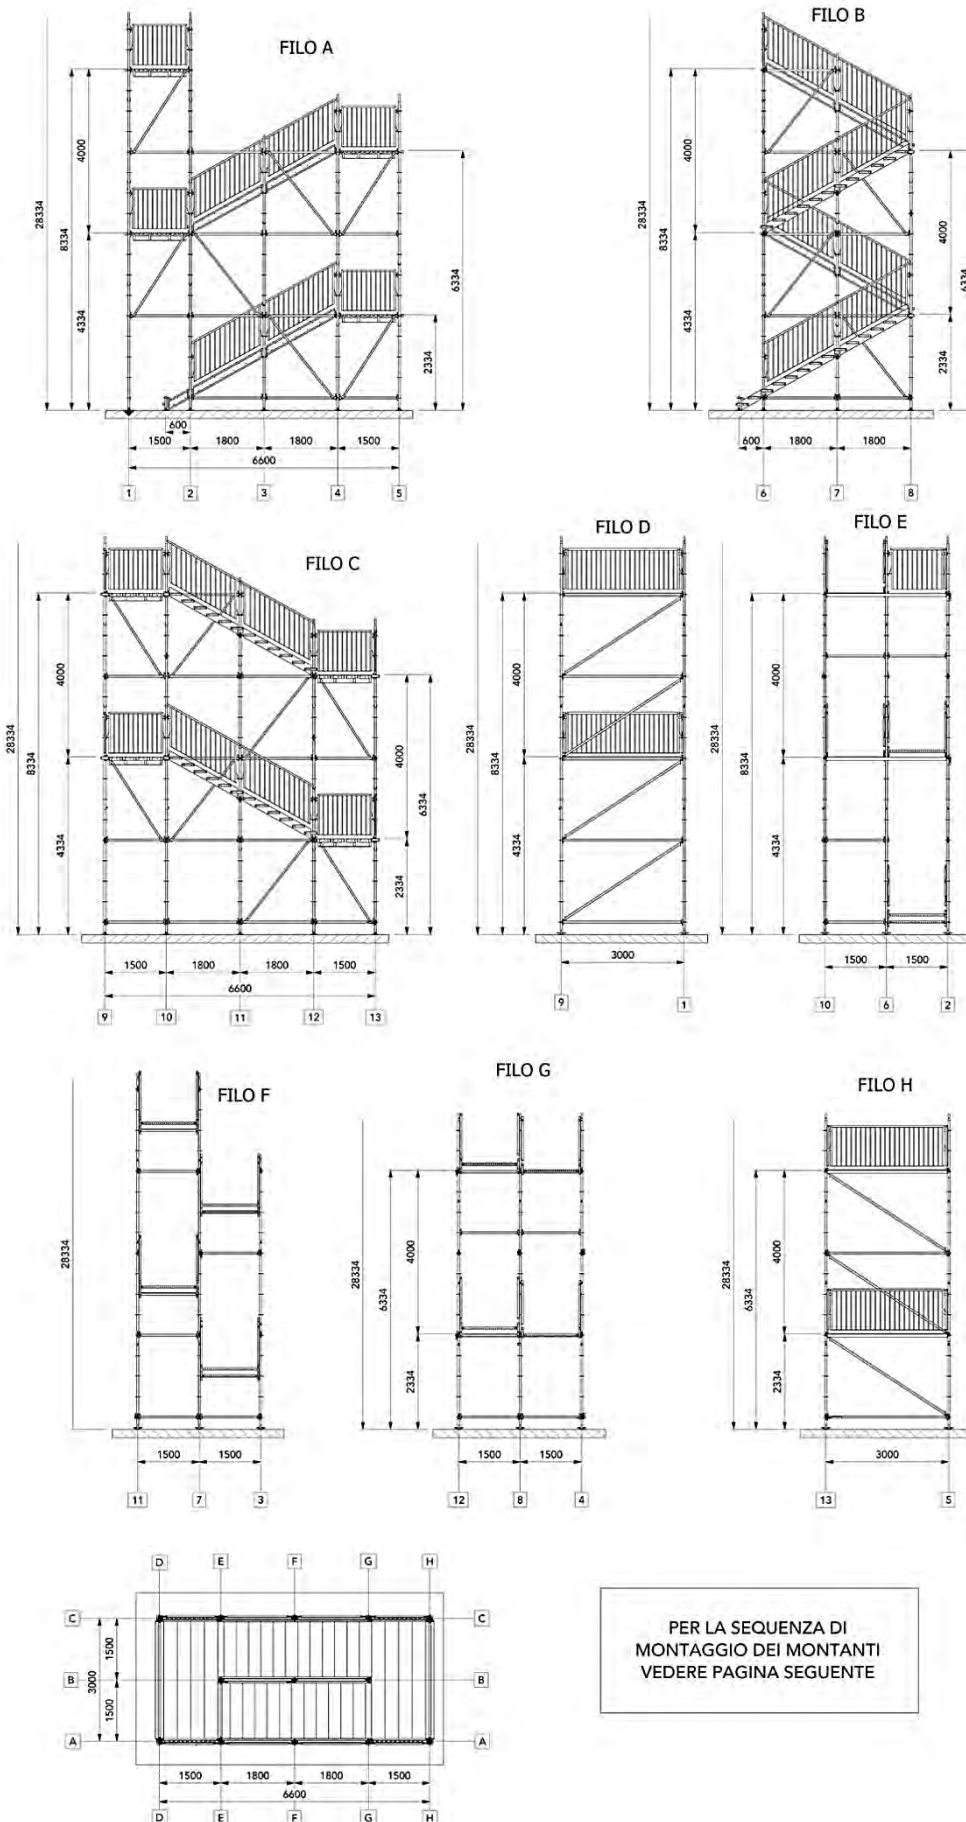 FILO A
28334
8334
4000
4334
6334
2334
600
1500 1800 1800 1500
6600
1 2 3 4 5
FILO B
28334
8334
4000
4334
4000
2334
6334
600 1800 1800
6 7 8
FILO C
28334
8334
4000
4334
4000
2334
6334
1500 1800 1800 1500
6600
9 10 11 12 13
FILO D
28334
8334
4000
4334
3000
9 1
FILO E
28334
8334
4000
4334
1500 1500
10 6 2
FILO F
28334
1500 1500
11 7 3
FILO G
28334
6334
4000
2334
1500 1500
12 8 4
FILO H
28334
6334
4000
2334
3000
13 5
D E F G H
C C
1500
3000
B B
1500
A A
1500 1800 1800 1500
6600
D E F G H
PER LA SEQUENZA DI
MONTAGGIO DEI MONTANTI
VEDERE PAGINA SEGUENTE